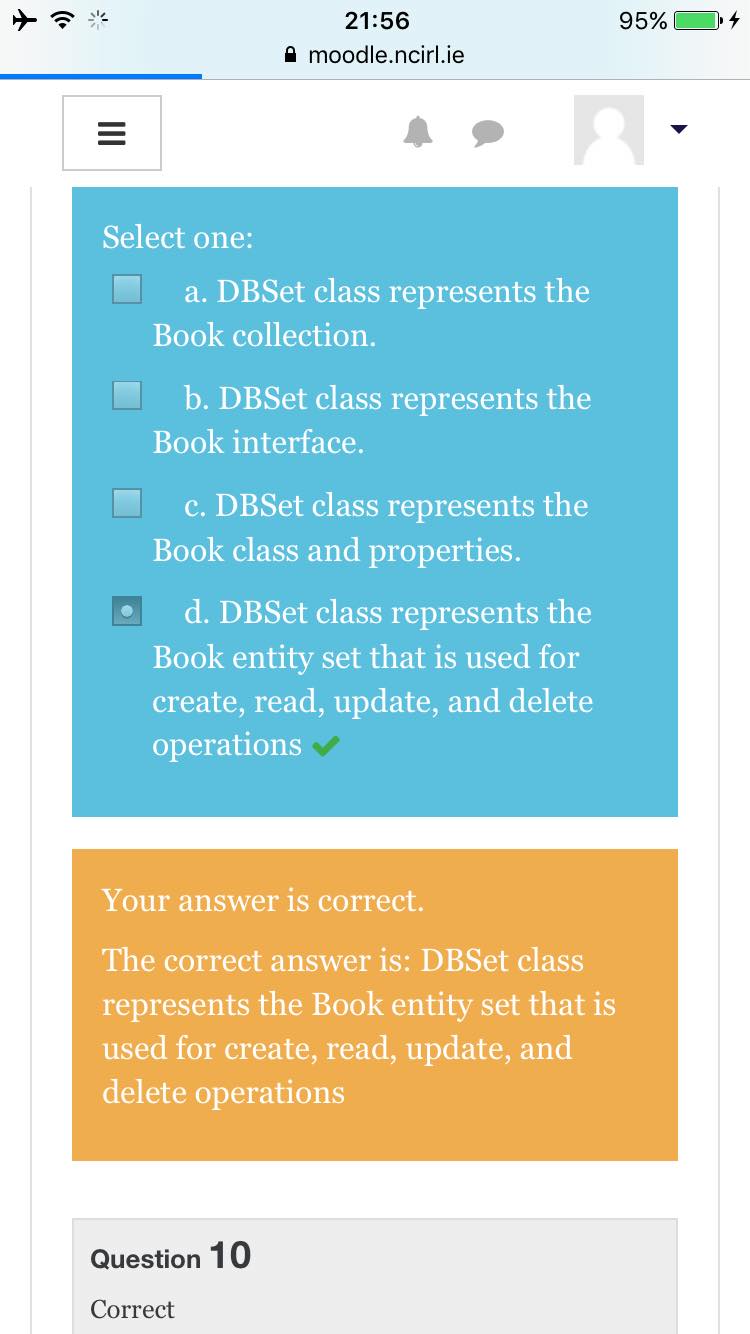 21:56
95%
moodle.ncirl.ie
Select one:
a. DBSet class represents the
Book collection.
b. DBSet class represents the
Book interface.
c. DBSet class represents the
Book class and properties.
d. DBSet class represents the
Book entity set that is used for
create, read, update, and delete
operations
Your answer is correct.
The correct answer is: DBSet class
represents the Book entity set that is
used for create, read, update, and
delete operations
Question 10
Correct